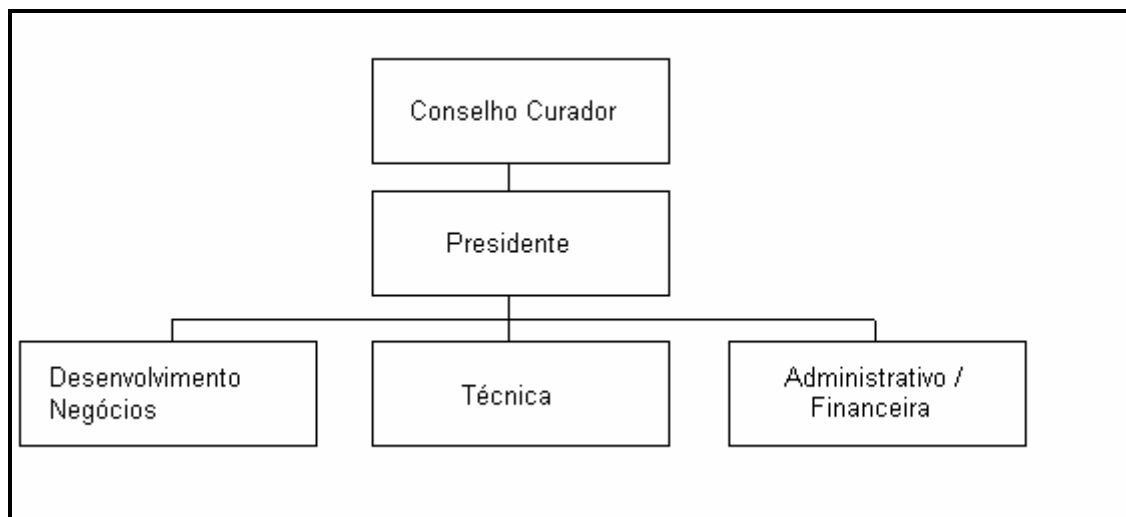 Conselho Curador
Presidente
Desenvolvimento
Negócios
Técnica
Administrativo /
Financeira